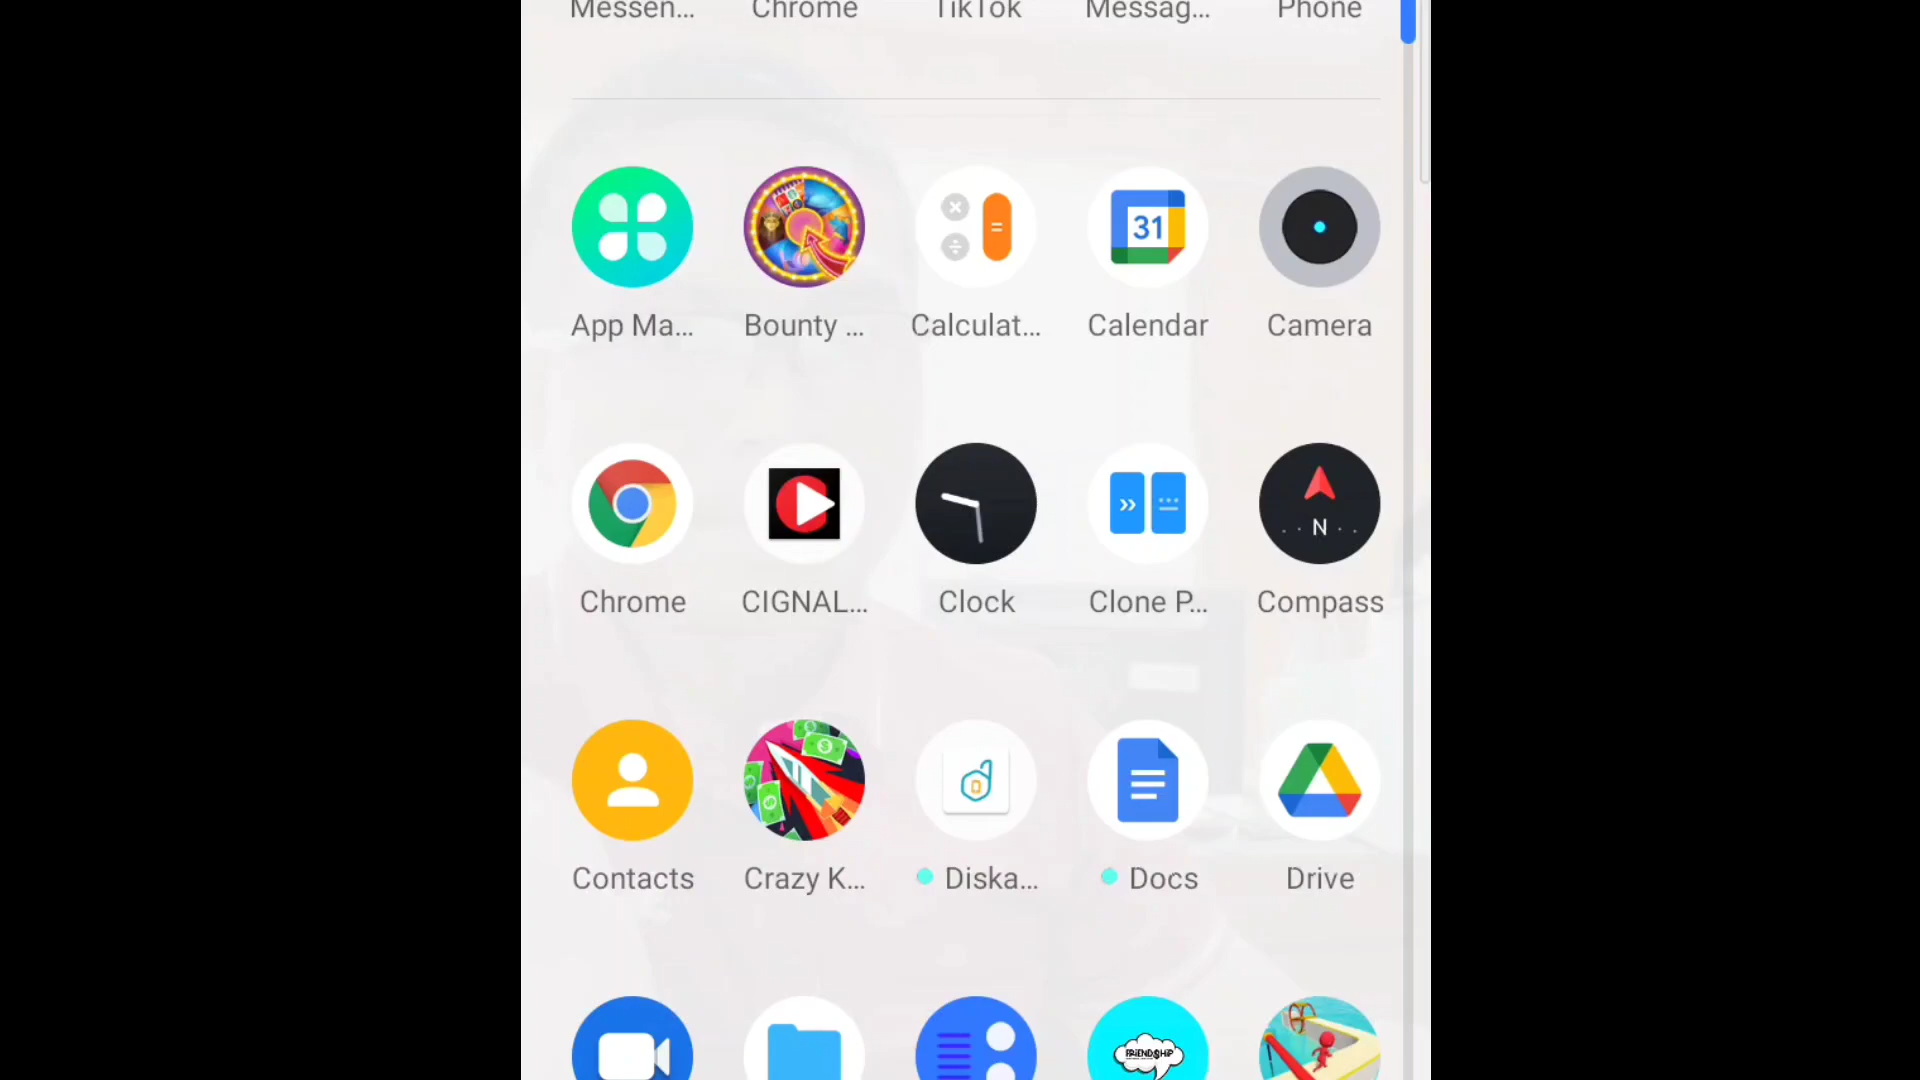 Messen... Chrome TikTok Messag... Phone
31
App Ma... Bounty ... Calculat... Calendar Camera
N
Chrome CIGNAL... Clock Clone P... Compass
Contacts Crazy K... Diska... Docs Drive
FRIENDSHIP